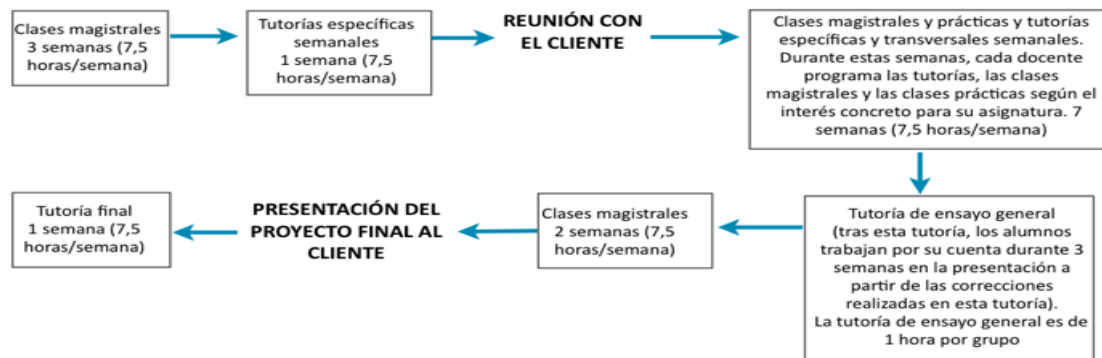 Clases magistrales
3 semanas (7,5
horas/semana)
Tutorías específicas
semanales
1 semana (7,5
horas/semana)
REUNIÓN CON
EL CLIENTE
Clases magistrales y prácticas y tutorías
específicas y transversales semanales.
Durante estas semanas, cada docente
programa las tutorías, las clases
magistrales y las clases prácticas según el
interés concreto para su asignatura. 7
semanas (7,5 horas/semana)
Tutoría de ensayo general
(tras esta tutoría, los alumnos
trabajan por su cuenta durante 3
semanas en la presentación a
partir de las correcciones
realizadas en esta tutoría).
La tutoría de ensayo general es de
1 hora por grupo
Clases magistrales
2 semanas (7,5
horas/semana)
PRESENTACIÓN DEL
PROYECTO FINAL AL
CLIENTE
Tutoría final
1 semana (7,5
horas/semana)